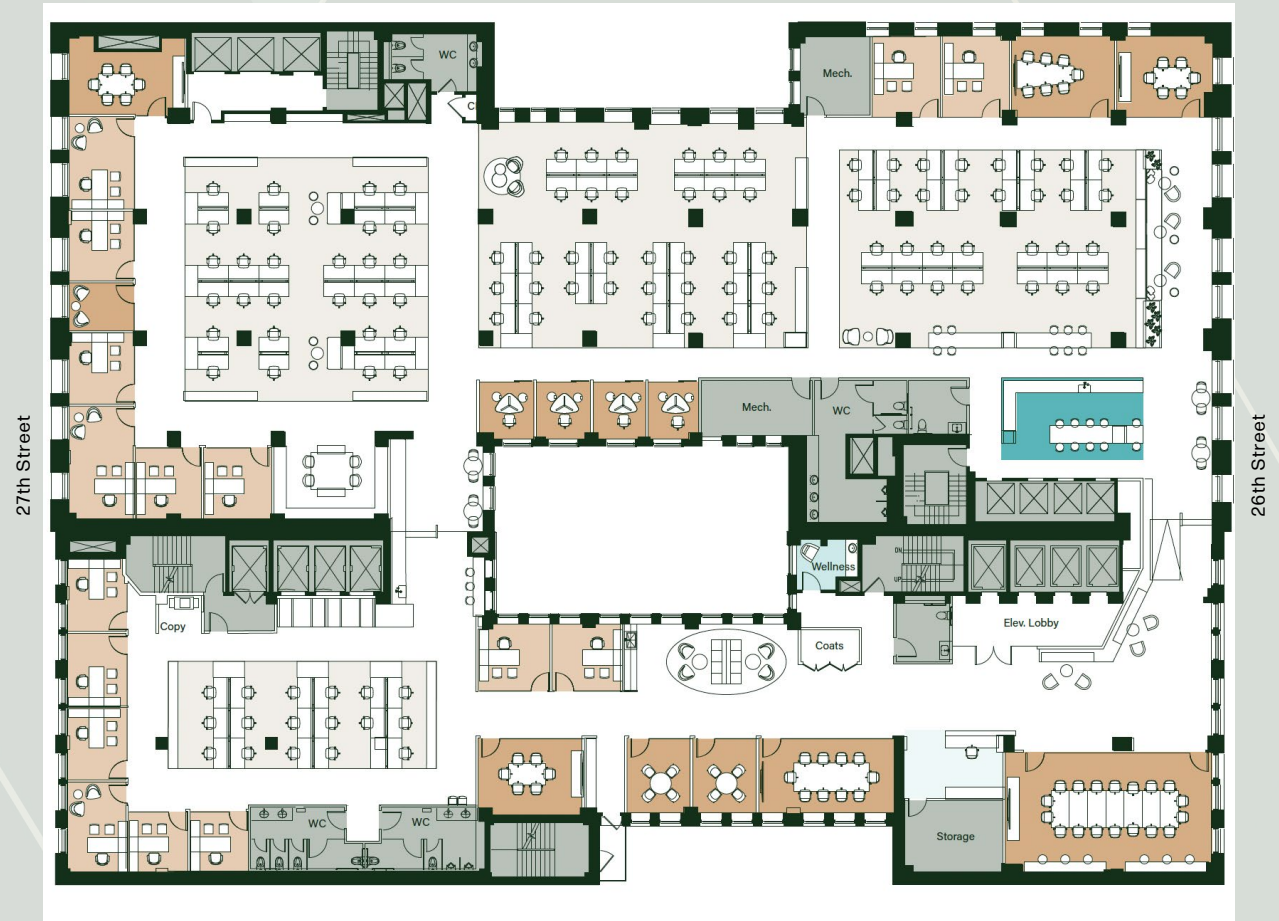 WC
C
Mech.
27th Street
Mech.
WC
26th Street
DN
UP
Wellness
Copy
Elev. Lobby
Coats
WC
WC
Storage